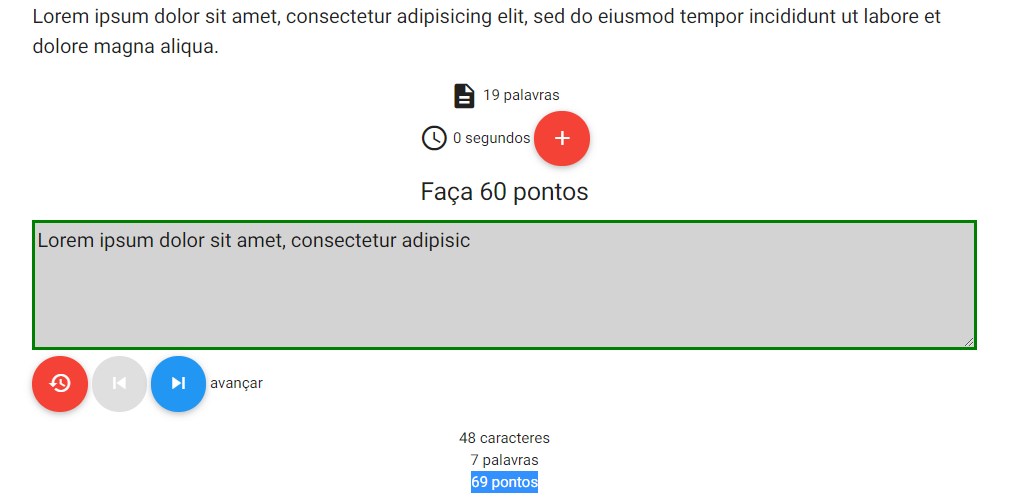 Lorem ipsum dolor sit amet, consectetur adipisicing elit, sed do eiusmod tempor incididunt ut labore et
dolore magna aliqua.
19 palavras
0 segundos
Faça 60 pontos
Lorem ipsum dolor sit amet, consectetur adipisic
avançar
48 caracteres
7 palavras
69 pontos